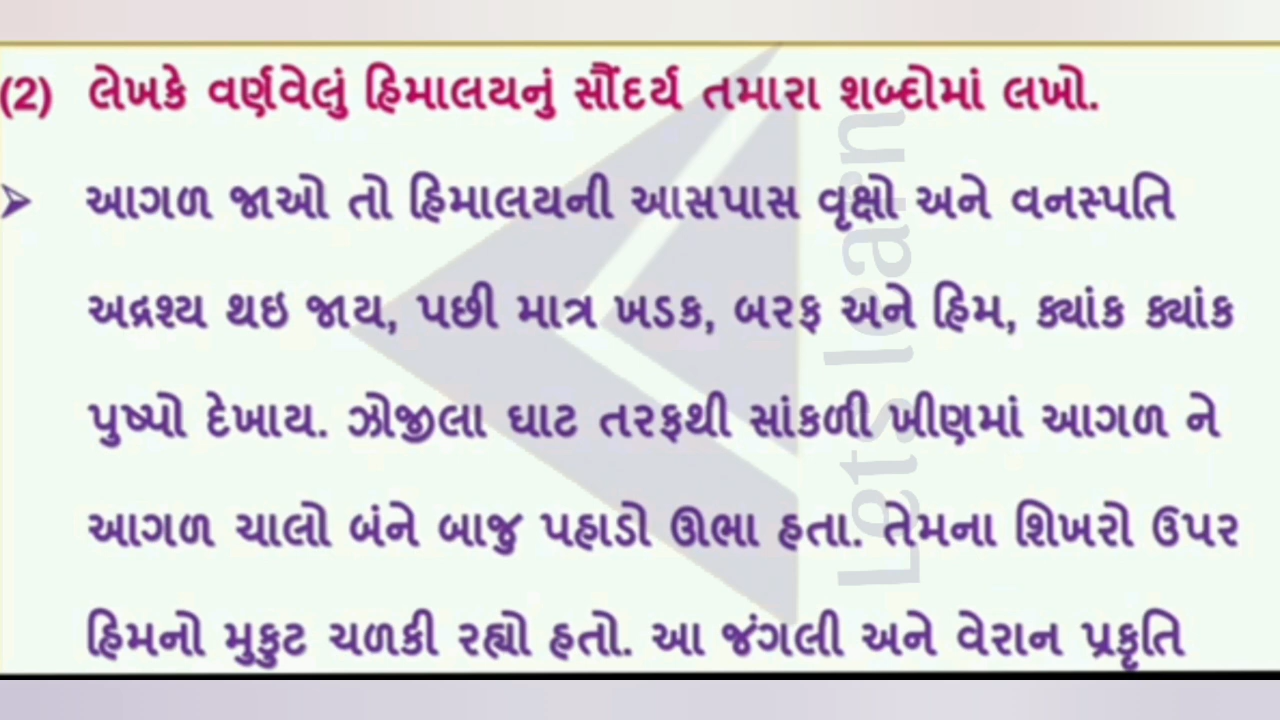 (2) લેખકે વર્ણવેલું હિમાલયનું સૌંદર્ય તમારા શબ્દોમાં લખો.
➢ આગળ જાઓ તો હિમાલયની આસપાસ વૃક્ષો અને વનસ્પતિ
અદ્રશ્ય થઇ જાય, પછી માત્ર ખડક, બરફ અને હિમ, ક્યાંક ક્યાંક
પુષ્પો દેખાય. ઝોજીલા ઘાટ તરફથી સાંકળી ખીણમાં આગળ ને
આગળ ચાલો બંને બાજુ પહાડો ઊભા હતા. તેમના શિખરો ઉપર
હિમનો મુકુટ ચળકી રહ્યો હતો. આ જંગલી અને વેરાન પ્રકૃતિ
Lets learn